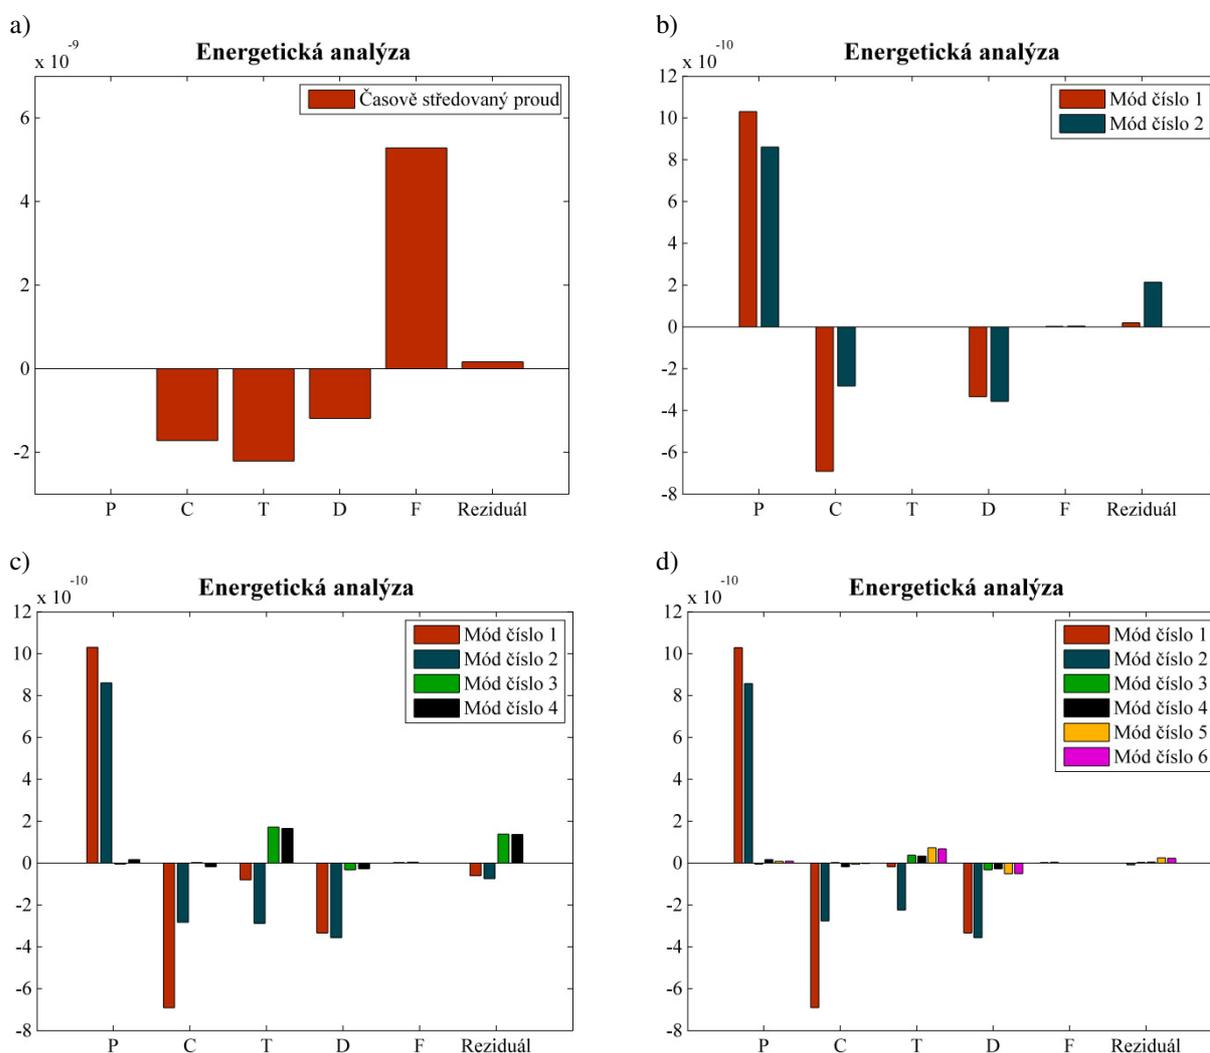 a)
x 10^-9
Energetická analýza
Časově středovaný proud
6
4
2
0
-2
P C T D F Reziduál
b)
x 10^-10
Energetická analýza
Mód číslo 1
Mód číslo 2
12
10
8
6
4
2
0
-2
-4
-6
-8
P C T D F Reziduál
c)
x 10^-10
Energetická analýza
Mód číslo 1
Mód číslo 2
Mód číslo 3
Mód číslo 4
12
10
8
6
4
2
0
-2
-4
-6
-8
P C T D F Reziduál
d)
x 10^-10
Energetická analýza
Mód číslo 1
Mód číslo 2
Mód číslo 3
Mód číslo 4
Mód číslo 5
Mód číslo 6
12
10
8
6
4
2
0
-2
-4
-6
-8
P C T D F Reziduál